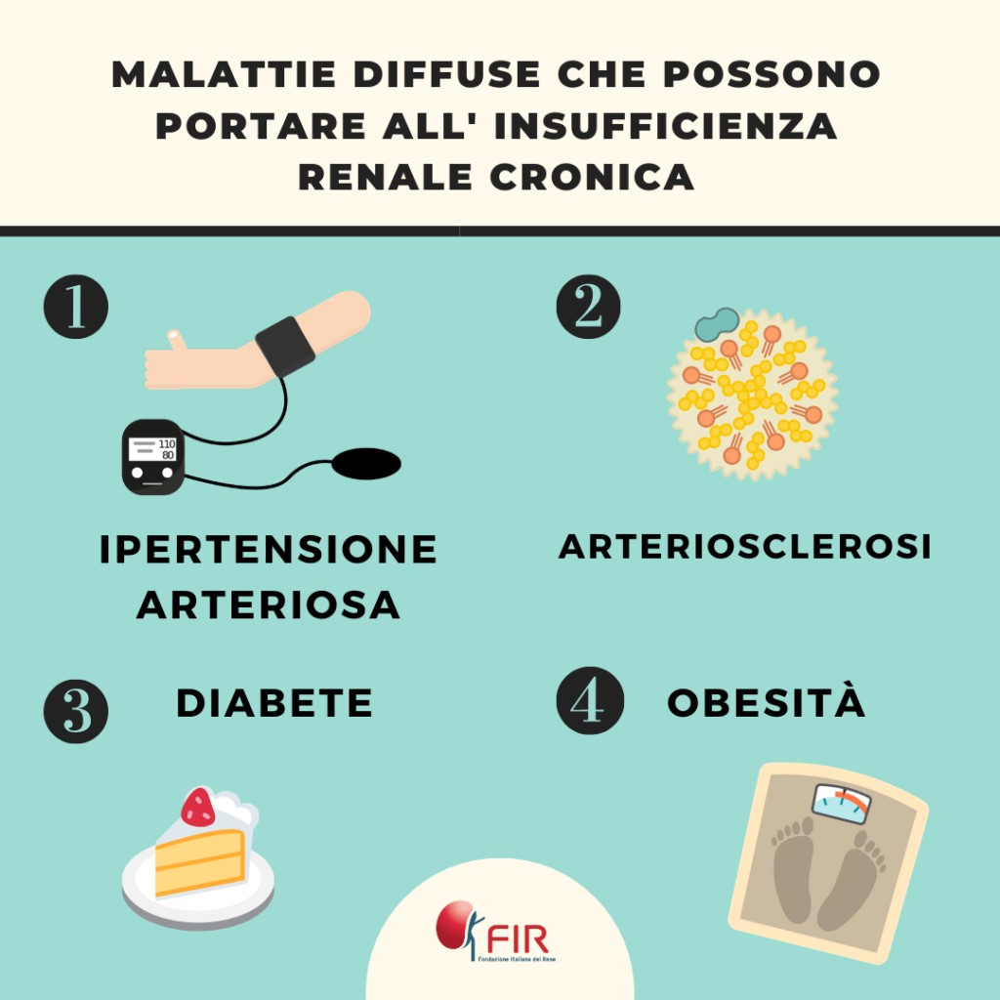 MALATTIE DIFFUSE CHE POSSONO
PORTARE ALL' INSUFFICIENZA
RENALE CRONICA
1
110
80
IPERTENSIONE
ARTERIOSA
2
ARTERIOSCLEROSI
3
DIABETE
4
OBESITÀ
FIR
Fondazione Italiana del Rene